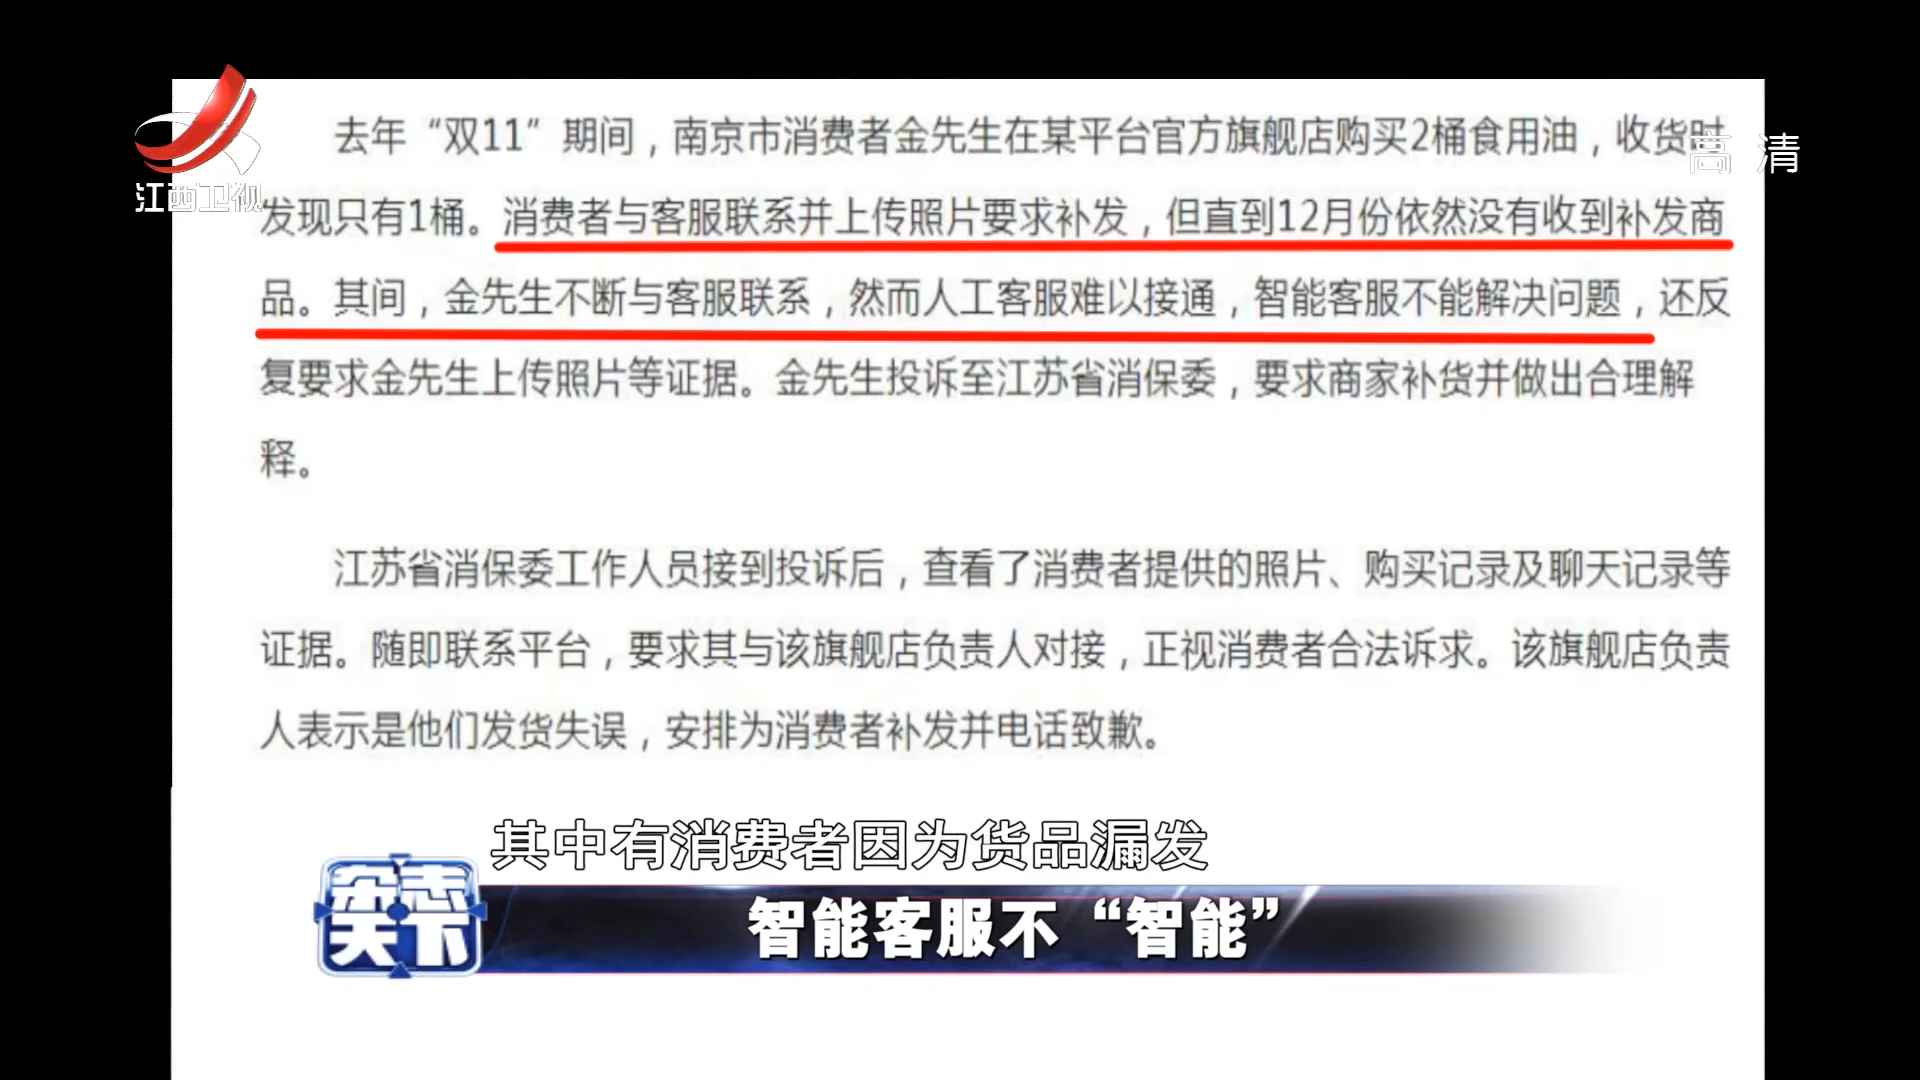 去年“双11”期间，南京市消费者金先生在某平台官方旗舰店购买2桶食用油，收货时
高 清
江西卫视
发现只有1桶。消费者与客服联系并上传照片要求补发，但直到12月份依然没有收到补发商
品。其间，金先生不断与客服联系，然而人工客服难以接通，智能客服不能解决问题，还反
复要求金先生上传照片等证据。金先生投诉至江苏省消保委，要求商家补货并做出合理解
释。
江苏省消保委工作人员接到投诉后，查看了消费者提供的照片、购买记录及聊天记录等
证据。随即联系平台，要求其与该旗舰店负责人对接，正视消费者合法诉求。该旗舰店负责
人表示是他们发货失误，安排为消费者补发并电话致歉。
其中有消费者因为货品漏发
杂志
天下
智能客服不“智能”